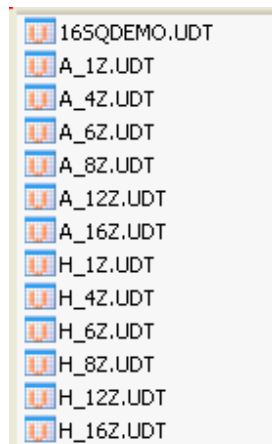 16SQDEMO.UDT
A_1Z.UDT
A_4Z.UDT
A_6Z.UDT
A_8Z.UDT
A_12Z.UDT
A_16Z.UDT
H_1Z.UDT
H_4Z.UDT
H_6Z.UDT
H_8Z.UDT
H_12Z.UDT
H_16Z.UDT